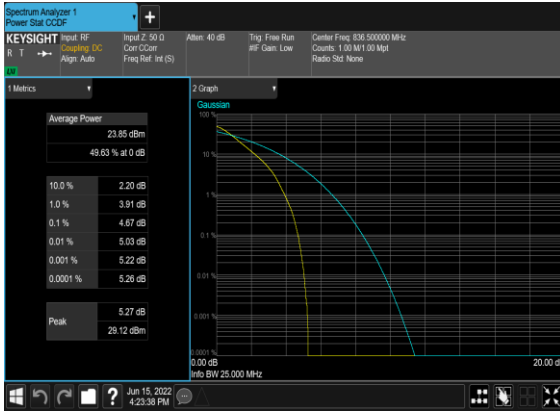 Spectrum Analyzer 1
Power Stat CCDF
KEYSIGHT
R T
LXI
Input: RF
Coupling: DC
Align: Auto
Input Z: 50 Ω
Corr CCorr
Freq Ref: Int (S)
Atten: 40 dB
Trig: Free Run
#IF Gain: Low
Center Freq: 836.500000 MHz
Counts: 1.00 M/1.00 Mpt
Radio Std: None
1 Metrics
Average Power
23.85 dBm
49.63 % at 0 dB
10.0 % 2.20 dB
1.0 % 3.91 dB
0.1 % 4.67 dB
0.01 % 5.03 dB
0.001 % 5.22 dB
0.0001 % 5.26 dB
Peak
5.27 dB
29.12 dBm
2 Graph
Gaussian
100 %
10 %
1 %
0.1 %
0.01 %
0.001 %
0.0001 %
0.00 dB
20.00 d
Info BW 25.000 MHz
Jun 15, 2022
4:23:38 PM